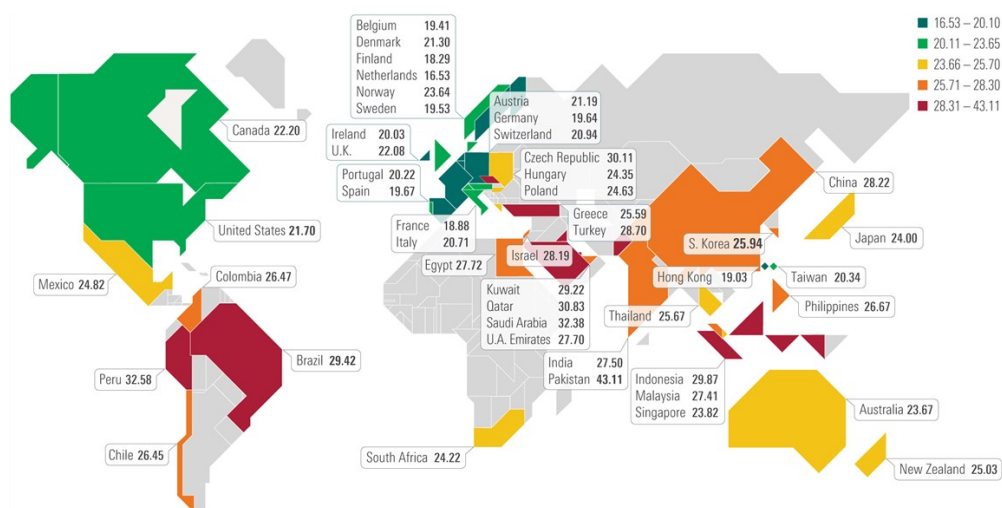 Belgium 19.41
Denmark 21.30
Finland 18.29
Netherlands 16.53
Norway 23.64
Sweden 19.53
16.53 – 20.10
20.11 – 23.65
23.66 – 25.70
25.71 – 28.30
28.31 – 43.11
Canada 22.20
Ireland 20.03
U.K. 22.08
Austria 21.19
Germany 19.64
Switzerland 20.94
Portugal 20.22
Spain 19.67
Czech Republic 30.11
Hungary 24.35
Poland 24.63
China 28.22
United States 21.70
France 18.88
Italy 20.71
Greece 25.59
Turkey 28.70
Japan 24.00
S. Korea 25.94
Mexico 24.82
Colombia 26.47
Egypt 27.72
Israel 28.19
Hong Kong 19.03
Taiwan 20.34
Kuwait 29.22
Qatar 30.83
Saudi Arabia 32.38
U.A. Emirates 27.70
Thailand 25.67
Philippines 26.67
Brazil 29.42
Peru 32.58
India 27.50
Pakistan 43.11
Indonesia 29.87
Malaysia 27.41
Singapore 23.82
Australia 23.67
Chile 26.45
South Africa 24.22
New Zealand 25.03